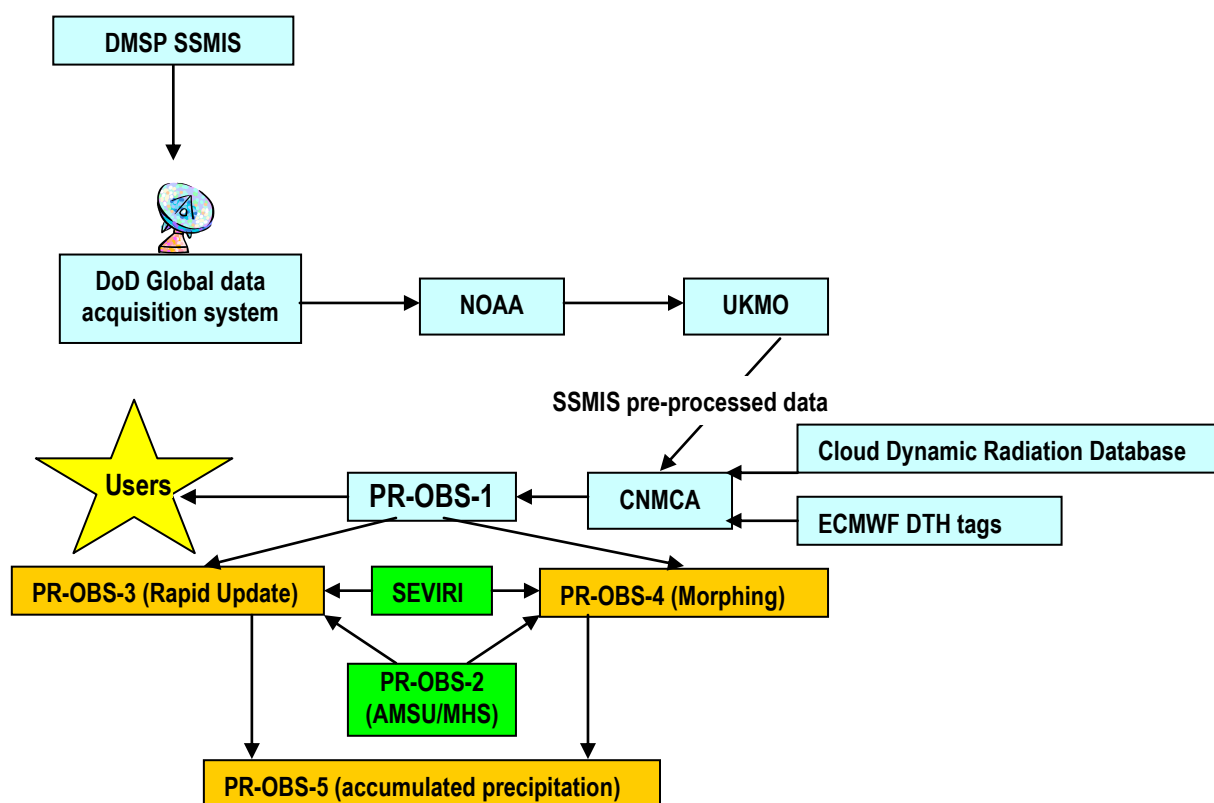 DMSP SSMIS
DoD Global data
acquisition system
NOAA
UKMO
SSMIS pre-processed data
Cloud Dynamic Radiation Database
Users
PR-OBS-1
CNMCA
ECMWF DTH tags
PR-OBS-3 (Rapid Update)
SEVIRI
PR-OBS-4 (Morphing)
PR-OBS-2
(AMSU/MHS)
PR-OBS-5 (accumulated precipitation)